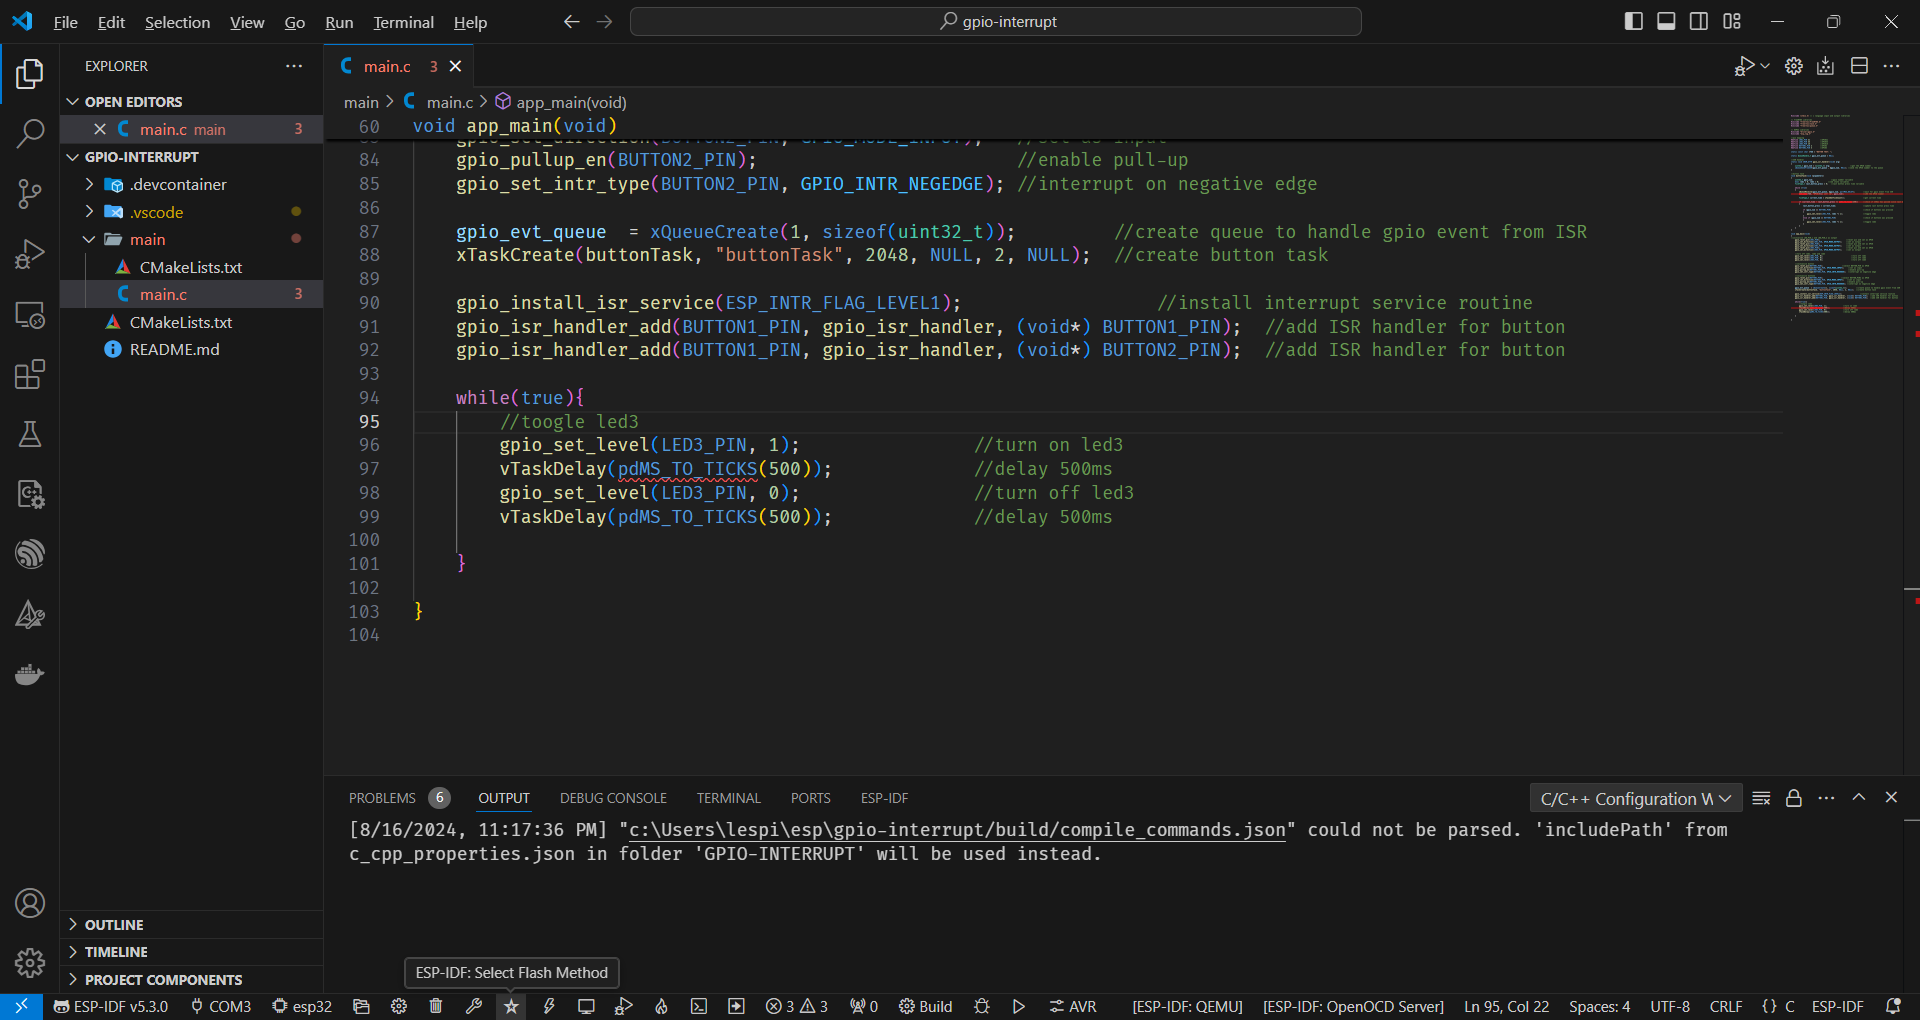 File Edit Selection View Go Run Terminal Help
gpio-interrupt
EXPLORER
OPEN EDITORS
main.c main 3
GPIO-INTERRUPT
.devcontainer
.vscode
main
CMakeLists.txt
main.c 3
CMakeLists.txt
README.md
OUTLINE
TIMELINE
PROJECT COMPONENTS
main.c 3
main > main.c > app_main(void)
60 void app_main(void)
84 gpio_pullup_en(BUTTON2_PIN); //enable pull-up
85 gpio_set_intr_type(BUTTON2_PIN, GPIO_INTR_NEGEDGE); //interrupt on negative edge
86
87 gpio_evt_queue = xQueueCreate(1, sizeof(uint32_t)); //create queue to handle gpio event from ISR
88 xTaskCreate(buttonTask, "buttonTask", 2048, NULL, 2, NULL); //create button task
89
90 gpio_install_isr_service(ESP_INTR_FLAG_LEVEL1); //install interrupt service routine
91 gpio_isr_handler_add(BUTTON1_PIN, gpio_isr_handler, (void*) BUTTON1_PIN); //add ISR handler for button
92 gpio_isr_handler_add(BUTTON1_PIN, gpio_isr_handler, (void*) BUTTON2_PIN); //add ISR handler for button
93
94 while(true){
95 //toogle led3
96 gpio_set_level(LED3_PIN, 1); //turn on led3
97 vTaskDelay(pdMS_TO_TICKS(500)); //delay 500ms
98 gpio_set_level(LED3_PIN, 0); //turn off led3
99 vTaskDelay(pdMS_TO_TICKS(500)); //delay 500ms
100
101 }
102
103 }
104
PROBLEMS 6 OUTPUT DEBUG CONSOLE TERMINAL PORTS ESP-IDF
C/C++ Configuration W
[8/16/2024, 11:17:36 PM] "c:\Users\lespi\esp\gpio-interrupt/build/compile_commands.json" could not be parsed. 'includePath' from
c_cpp_properties.json in folder 'GPIO-INTERRUPT' will be used instead.
ESP-IDF: Select Flash Method
ESP-IDF v5.3.0 COM3 esp32 3 3 0 Build AVR [ESP-IDF: QEMU] [ESP-IDF: OpenOCD Server] Ln 95, Col 22 Spaces: 4 UTF-8 CRLF {} C ESP-IDF